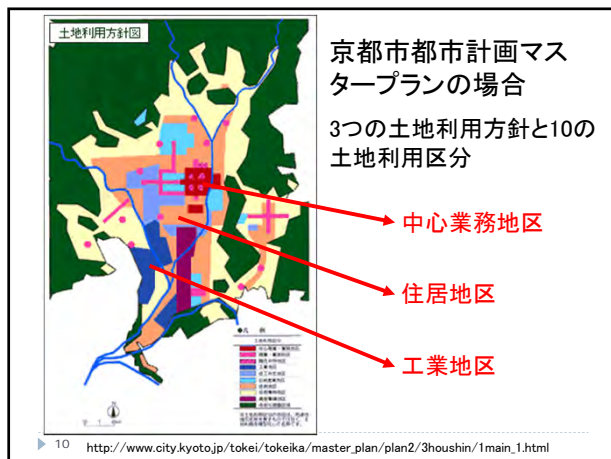 土地利用方針図
京都市都市計画マス
タープランの場合
3つの土地利用方針と10の
土地利用区分
中心業務地区
住居地区
工業地区
10
http://www.city.kyoto.jp/tokei/tokeika/master_plan/plan2/3houshin/1main_1.html